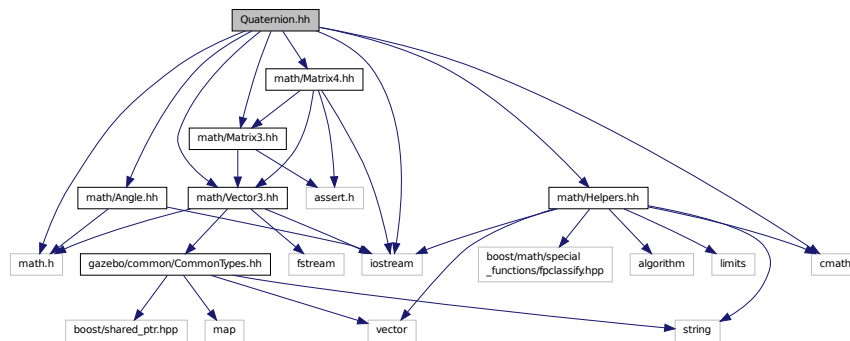 Quaternion.hh
math/Matrix4.hh
math/Matrix3.hh
math/Angle.hh
math/Vector3.hh
assert.h
math/Helpers.hh
math.h
gazebo/common/CommonTypes.hh
fstream
iostream
boost/math/special
_functions/fpclassify.hpp
algorithm
limits
cmath
boost/shared_ptr.hpp
map
vector
string